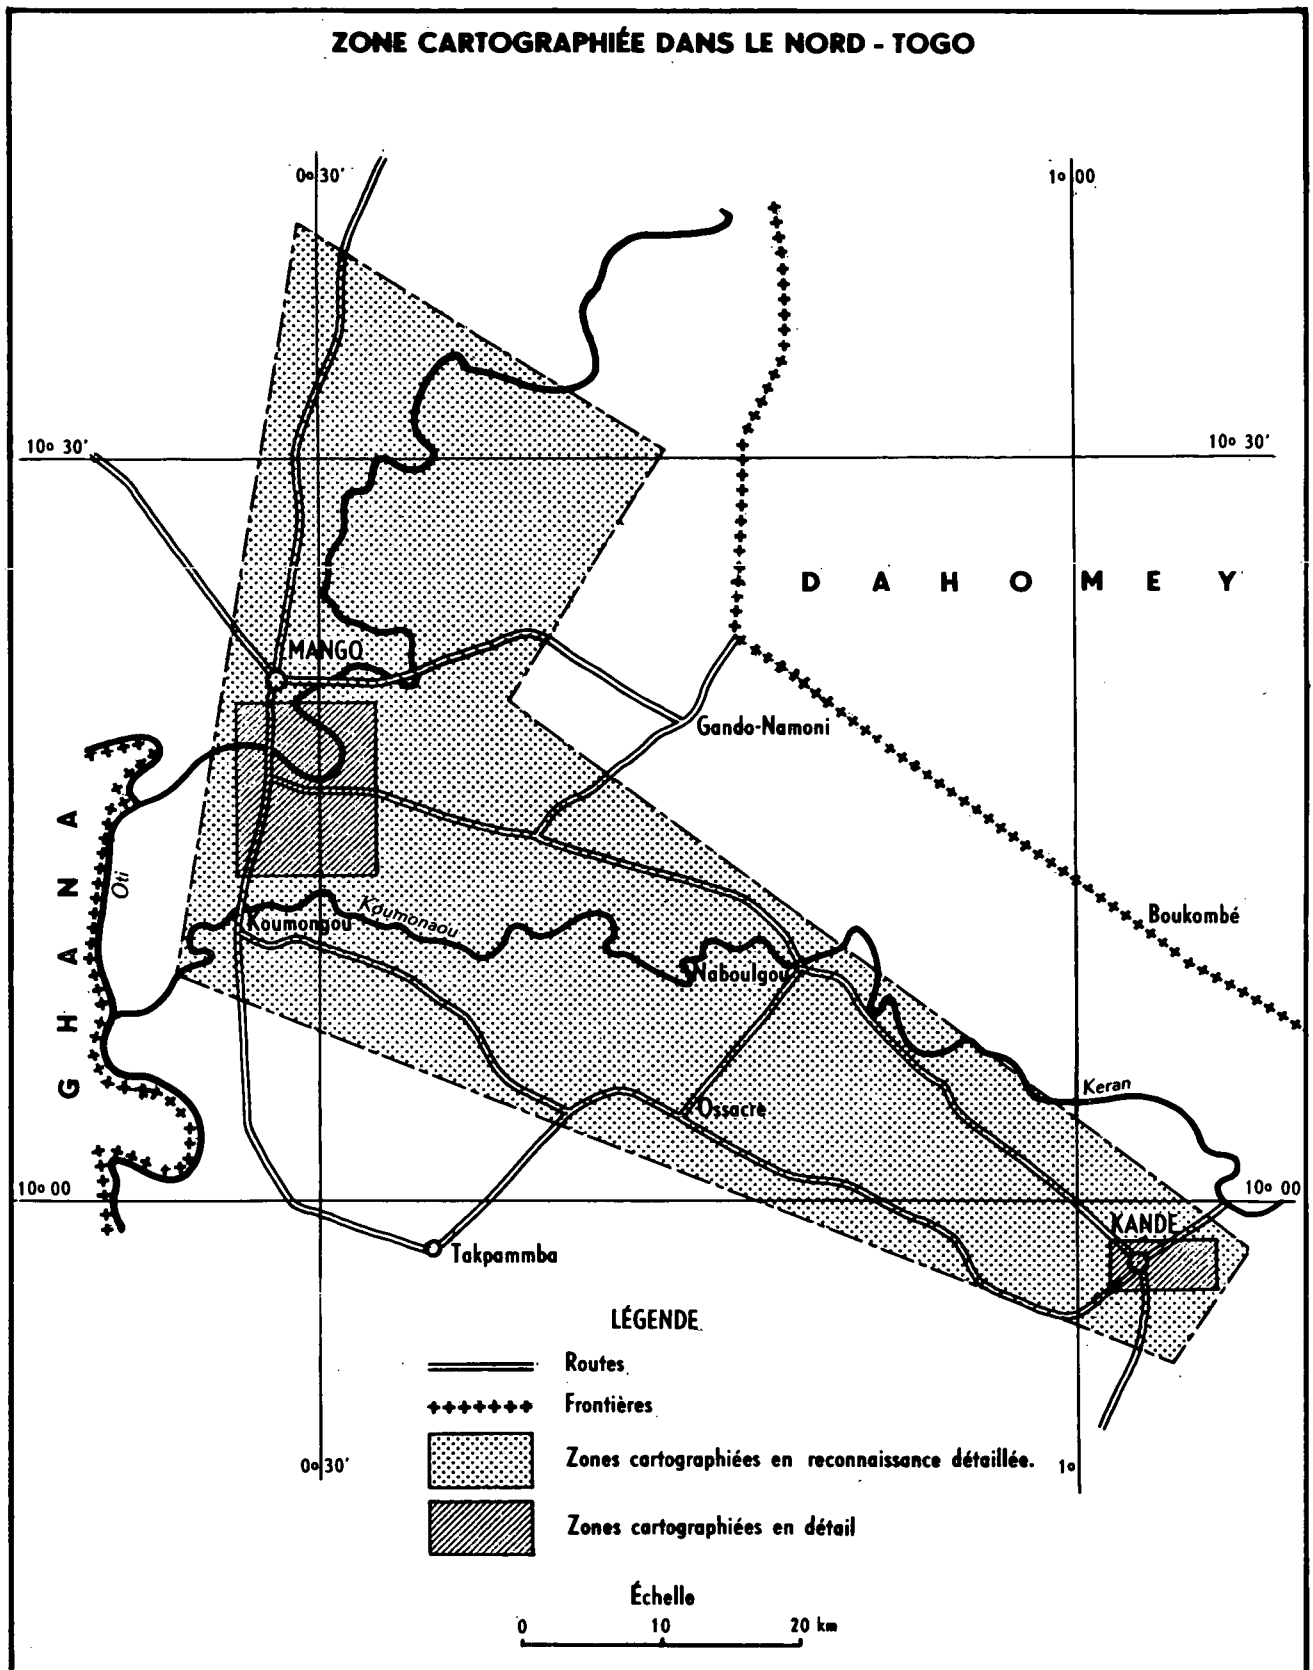 ZONE CARTOGRAPHIÉE DANS LE NORD - TOGO
0° 30'
1° 00
10° 30'
10° 30'
DAHOMEY
MANGO
Gando-Namoni
GHANA
Oti
Koumongou
Koumonaou
Boukombé
Naboulgou
Keran
Ossacre
10° 00
10° 00
KANDE
Takpammba
LÉGENDE
Routes
Frontières
Zones cartographiées en reconnaissance détaillée.
0° 30'
1°
Zones cartographiées en détail
Échelle
0 10 20 km